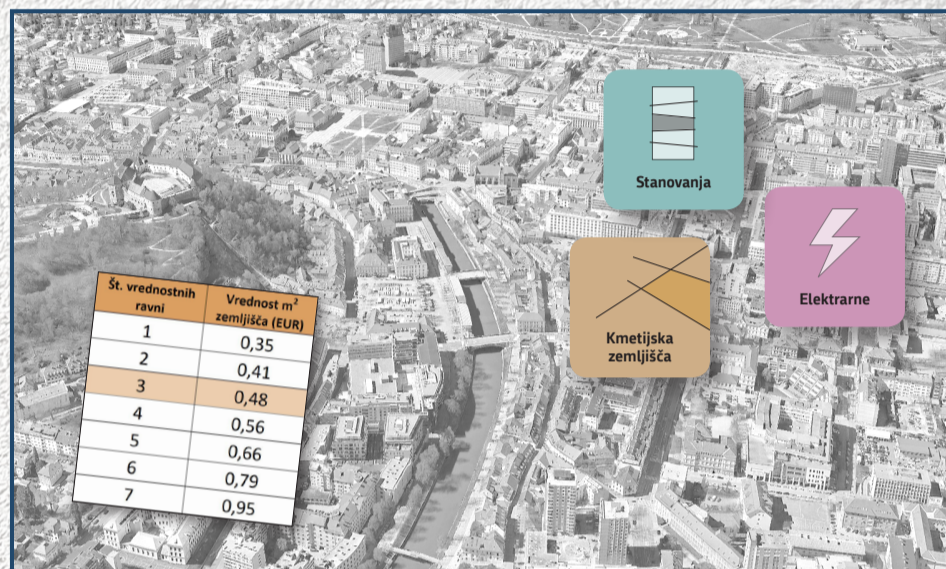 Stanovanja
Elektrarne
Kmetijska
zemljišča
Št. vrednostnih
ravni
Vrednost m²
zemljišča (EUR)
1 0,35
2 0,41
3 0,48
4 0,56
5 0,66
6 0,79
7 0,95